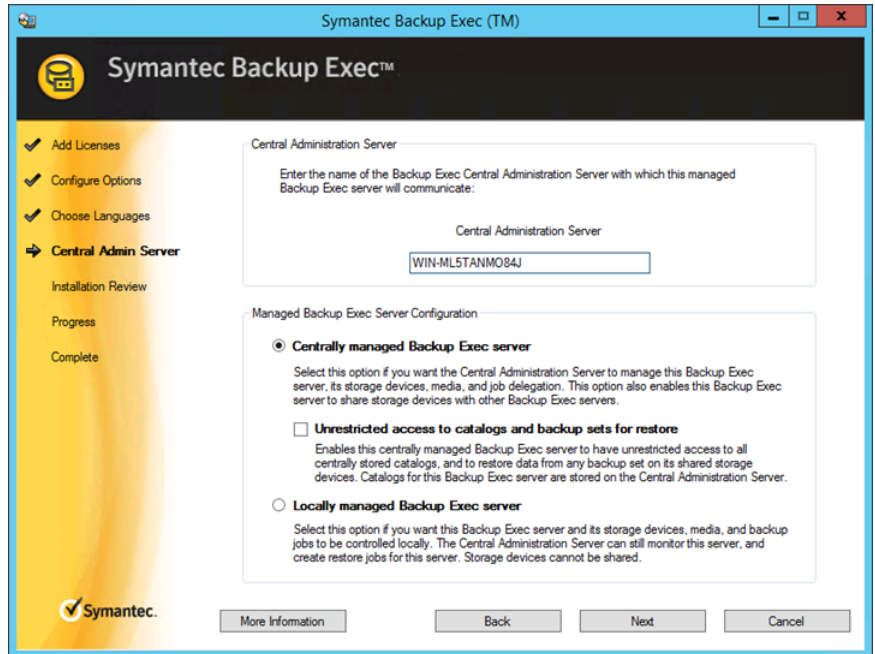 Symantec Backup Exec (TM)
Symantec Backup Exec™
Add Licenses
Configure Options
Choose Languages
Central Admin Server
Installation Review
Progress
Complete
Central Administration Server
Enter the name of the Backup Exec Central Administration Server with which this managed
Backup Exec server will communicate:
Central Administration Server
WIN-ML5TANMO84J
Managed Backup Exec Server Configuration
Centrally managed Backup Exec server
Select this option if you want the Central Administration Server to manage this Backup Exec
server, its storage devices, media, and job delegation. This option also enables this Backup Exec
server to share storage devices with other Backup Exec servers.
Unrestricted access to catalogs and backup sets for restore
Enables this centrally managed Backup Exec server to have unrestricted access to all
centrally stored catalogs, and to restore data from any backup set on its shared storage
devices. Catalogs for this Backup Exec server are stored on the Central Administration Server.
Locally managed Backup Exec server
Select this option if you want this Backup Exec server and its storage devices, media, and backup
jobs to be controlled locally. The Central Administration Server can still monitor this server, and
create restore jobs for this server. Storage devices cannot be shared.
Symantec.
More Information
Back
Next
Cancel